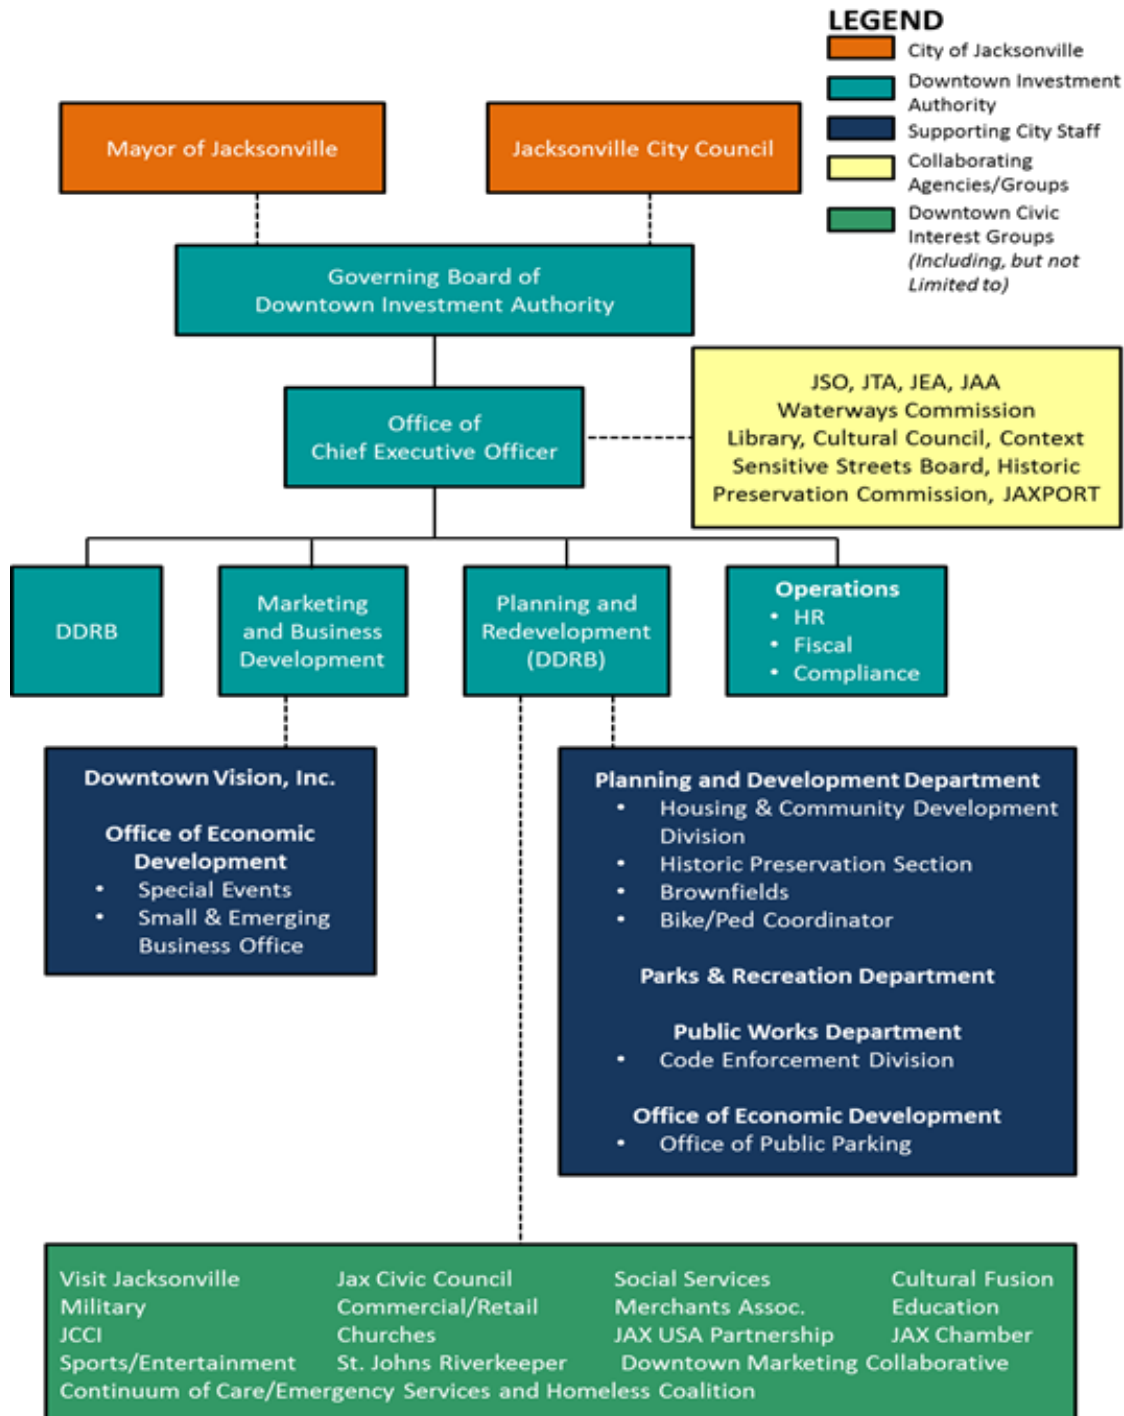 LEGEND
City of Jacksonville
Downtown Investment
Authority
Supporting City Staff
Collaborating
Agencies/Groups
Downtown Civic
Interest Groups
(Including, but not
Limited to)
Mayor of Jacksonville
Jacksonville City Council
Governing Board of
Downtown Investment Authority
Office of
Chief Executive Officer
JSO, JTA, JEA, JAA
Waterways Commission
Library, Cultural Council, Context
Sensitive Streets Board, Historic
Preservation Commission, JAXPORT
DDRB
Marketing
and Business
Development
Planning and
Redevelopment
(DDRB)
Operations
• HR
• Fiscal
• Compliance
Downtown Vision, Inc.
Office of Economic
Development
• Special Events
• Small & Emerging
Business Office
Planning and Development Department
• Housing & Community Development
Division
• Historic Preservation Section
• Brownfields
• Bike/Ped Coordinator
Parks & Recreation Department
Public Works Department
• Code Enforcement Division
Office of Economic Development
• Office of Public Parking
Visit Jacksonville Jax Civic Council Social Services Cultural Fusion
Military Commercial/Retail Merchants Assoc. Education
JCCI Churches JAX USA Partnership JAX Chamber
Sports/Entertainment St. Johns Riverkeeper Downtown Marketing Collaborative
Continuum of Care/Emergency Services and Homeless Coalition